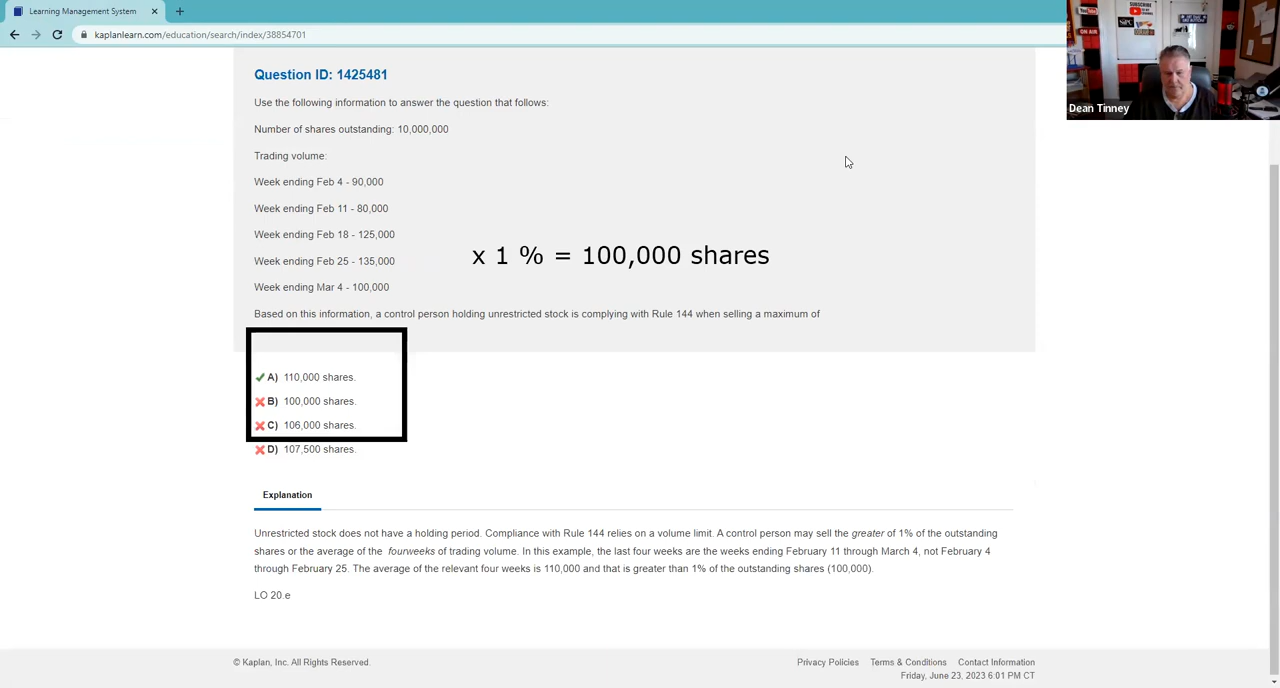 Learning Management System
kaplanlearn.com/education/search/index/38854701
SUBSCRIBE
SIPC
ON AIR
Dean Tinney
Question ID: 1425481
Use the following information to answer the question that follows:
Number of shares outstanding: 10,000,000
Trading volume:
Week ending Feb 4 - 90,000
Week ending Feb 11 - 80,000
Week ending Feb 18 - 125,000
x 1 % = 100,000 shares
Week ending Feb 25 - 135,000
Week ending Mar 4 - 100,000
Based on this information, a control person holding unrestricted stock is complying with Rule 144 when selling a maximum of
A) 110,000 shares.
B) 100,000 shares.
C) 106,000 shares.
D) 107,500 shares.
Explanation
Unrestricted stock does not have a holding period. Compliance with Rule 144 relies on a volume limit. A control person may sell the greater of 1% of the outstanding
shares or the average of the fourweeks of trading volume. In this example, the last four weeks are the weeks ending February 11 through March 4, not February 4
through February 25. The average of the relevant four weeks is 110,000 and that is greater than 1% of the outstanding shares (100,000).
LO 20.e
© Kaplan, Inc. All Rights Reserved.
Privacy Policies Terms & Conditions Contact Information
Friday, June 23, 2023 6:01 PM CT